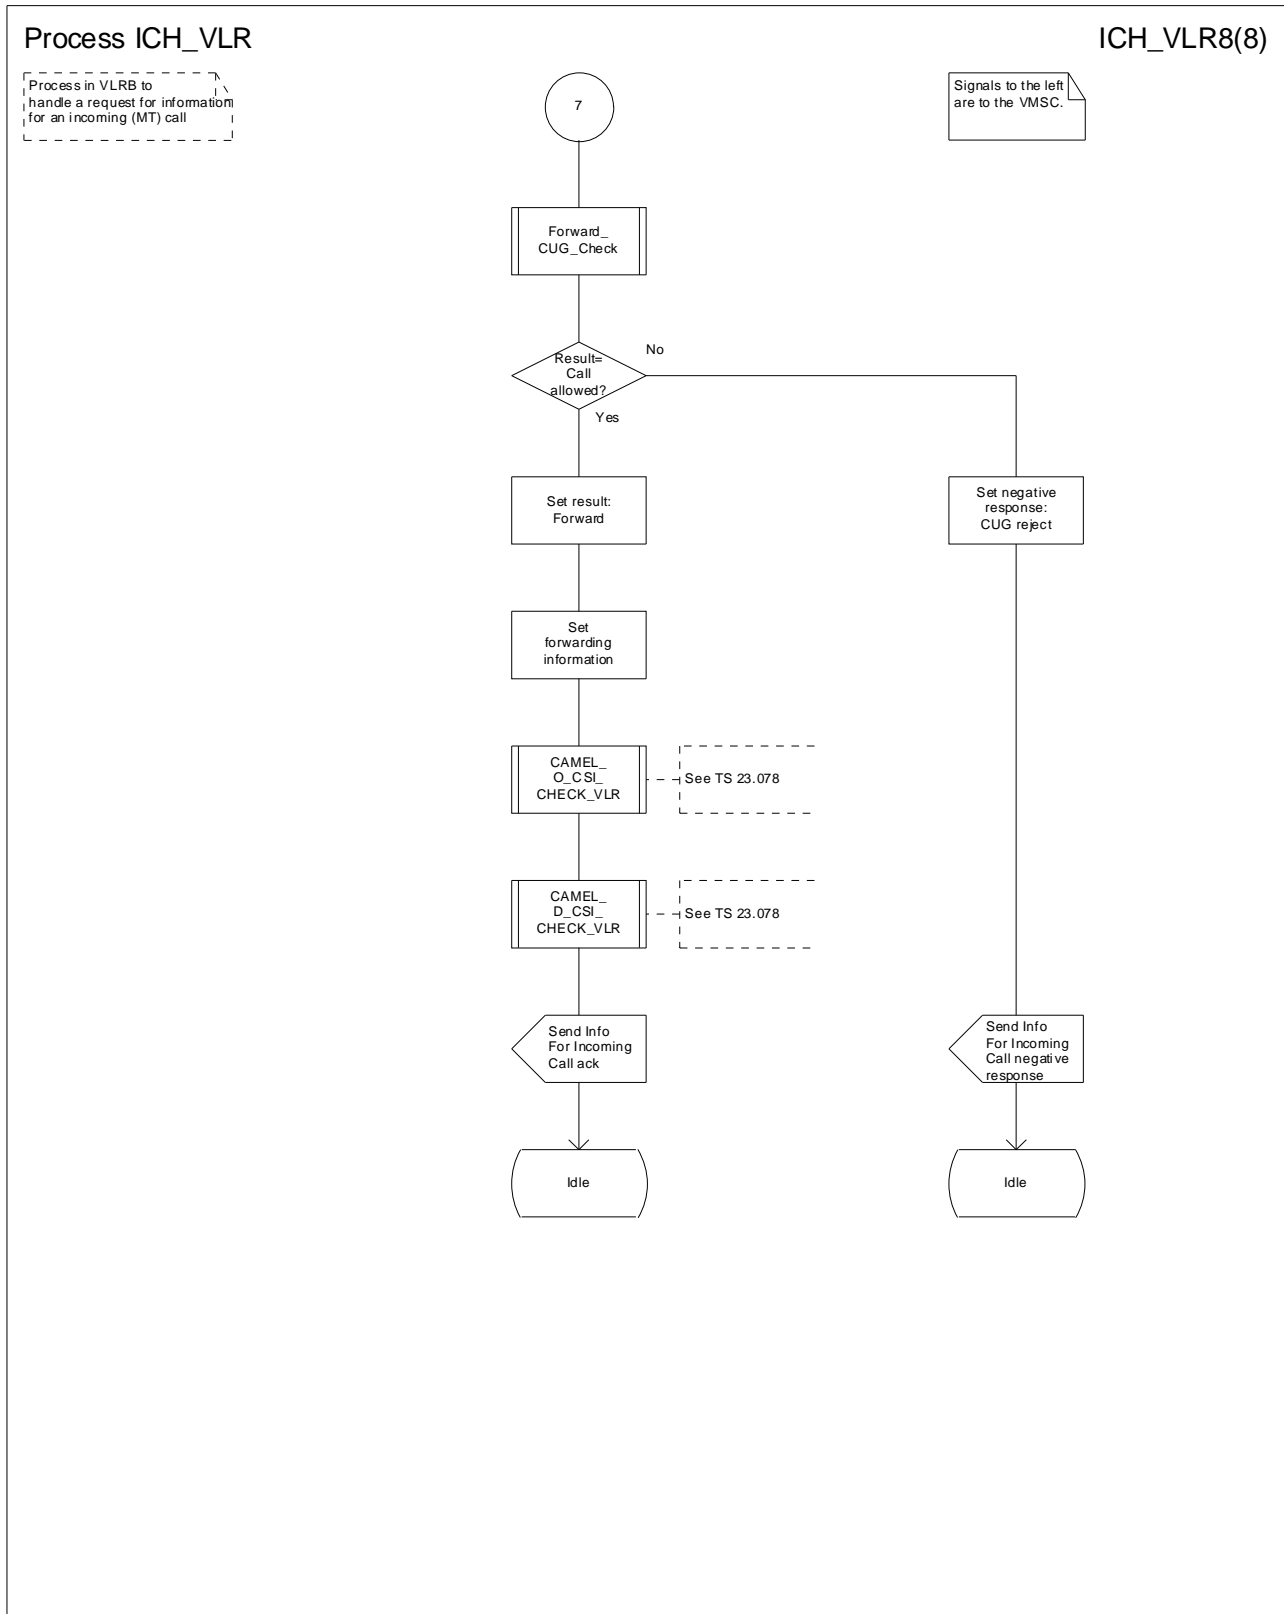 Process ICH_VLR
ICH_VLR8(8)
Process in VLRB to
handle a request for information
for an incoming (MT) call
7
Signals to the left
are to the VMSC.
Forward_
CUG_Check
Result=
Call
allowed?
No
Yes
Set result:
Forward
Set negative
response:
CUG reject
Set
forwarding
information
CAMEL_
O_CSI_
CHECK_VLR
See TS 23.078
CAMEL_
D_CSI_
CHECK_VLR
See TS 23.078
Send Info
For Incoming
Call ack
Send Info
For Incoming
Call negative
response
Idle
Idle